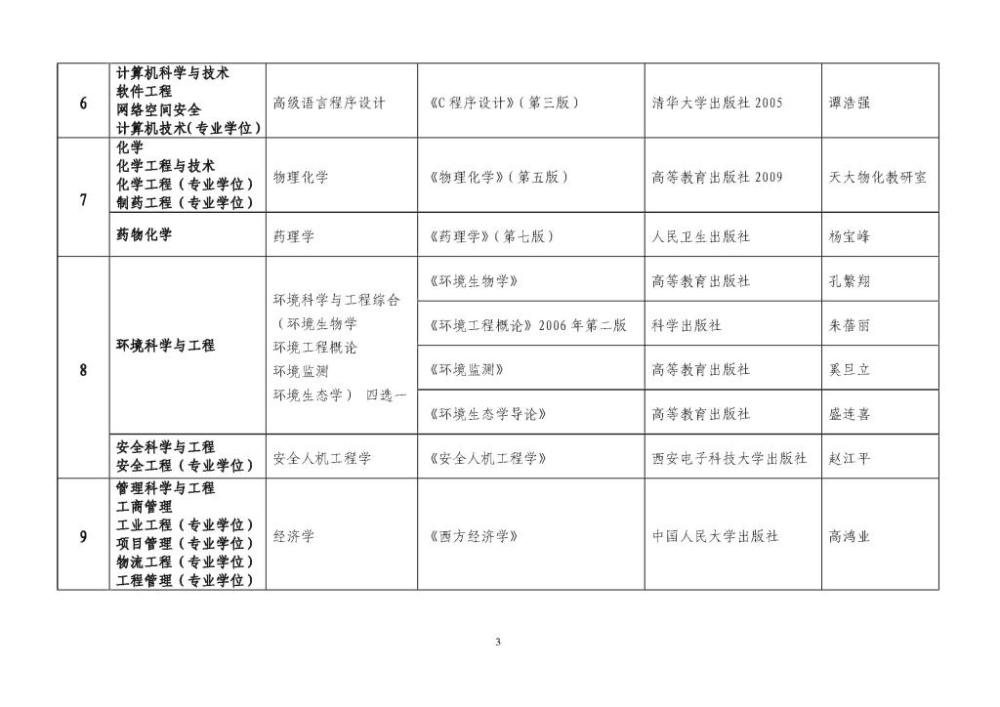 6
计算机科学与技术
软件工程
网络空间安全
计算机技术（专业学位）
高级语言程序设计
《C 程序设计》（第三版）
清华大学出版社 2005
谭浩强
7
化学
化学工程与技术
化学工程（专业学位）
制药工程（专业学位）
物理化学
《物理化学》（第五版）
高等教育出版社 2009
天大物化教研室
药物化学
药理学
《药理学》（第七版）
人民卫生出版社
杨宝峰
8
环境科学与工程
环境科学与工程综合
（环境生物学
环境工程概论
环境监测
环境生态学） 四选一
《环境生物学》
高等教育出版社
孔繁翔
《环境工程概论》2006 年第二版
科学出版社
朱蓓丽
《环境监测》
高等教育出版社
奚旦立
《环境生态学导论》
高等教育出版社
盛连喜
安全科学与工程
安全工程（专业学位）
安全人机工程学
《安全人机工程学》
西安电子科技大学出版社
赵江平
9
管理科学与工程
工商管理
工业工程（专业学位）
项目管理（专业学位）
物流工程（专业学位）
工程管理（专业学位）
经济学
《西方经济学》
中国人民大学出版社
高鸿业
3